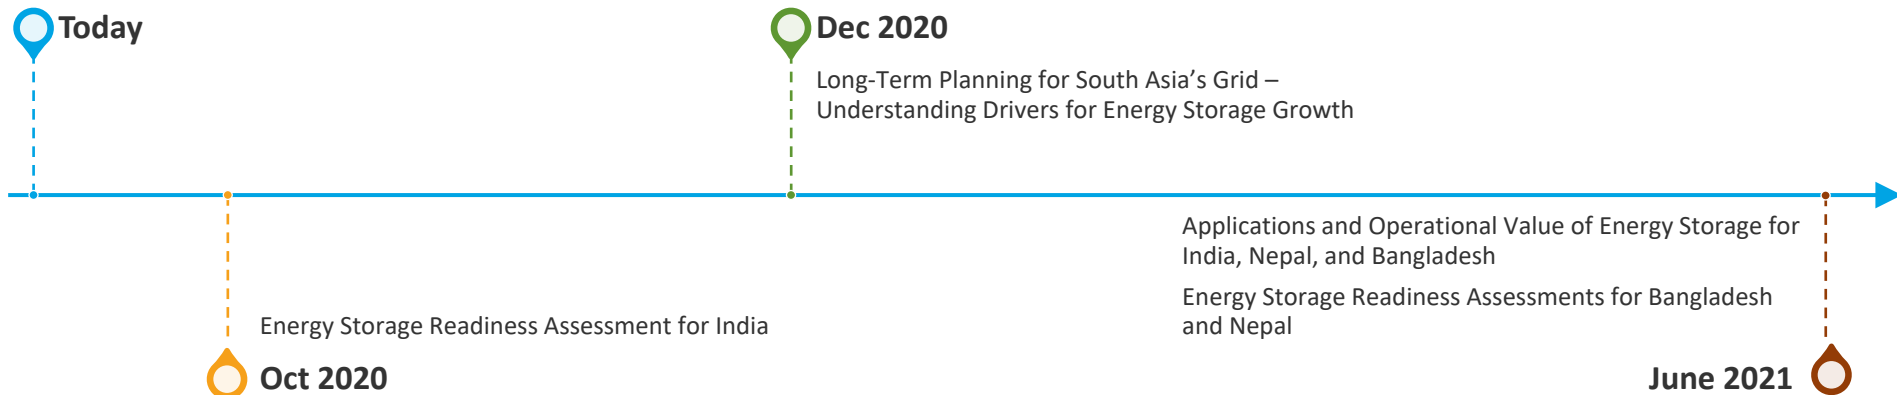 Today
Dec 2020
Long-Term Planning for South Asia’s Grid –
Understanding Drivers for Energy Storage Growth
Energy Storage Readiness Assessment for India
Oct 2020
Applications and Operational Value of Energy Storage for
India, Nepal, and Bangladesh
Energy Storage Readiness Assessments for Bangladesh
and Nepal
June 2021